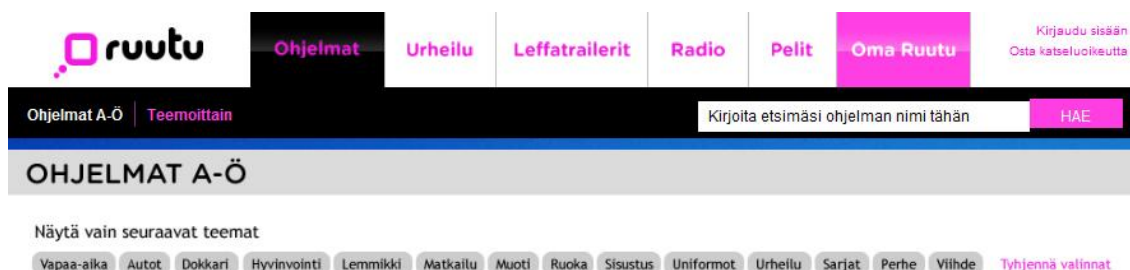 ruutu
Ohjelmat Urheilu Leffatrailerit Radio Pelit Oma Ruutu
Kirjaudu sisään
Osta katseluoikeutta
Ohjelmat A-Ö Teemoittain Kirjoita etsimäsi ohjelman nimi tähän HAE
OHJELMAT A-Ö
Näytä vain seuraavat teemat
Vapaa-aika Autot Dokkari Hyvinvointi Lemmikki Matkailu Muoti Ruoka Sisustus Uniformot Urheilu Sarjat Perhe Viihde Tyhjennä valinnat